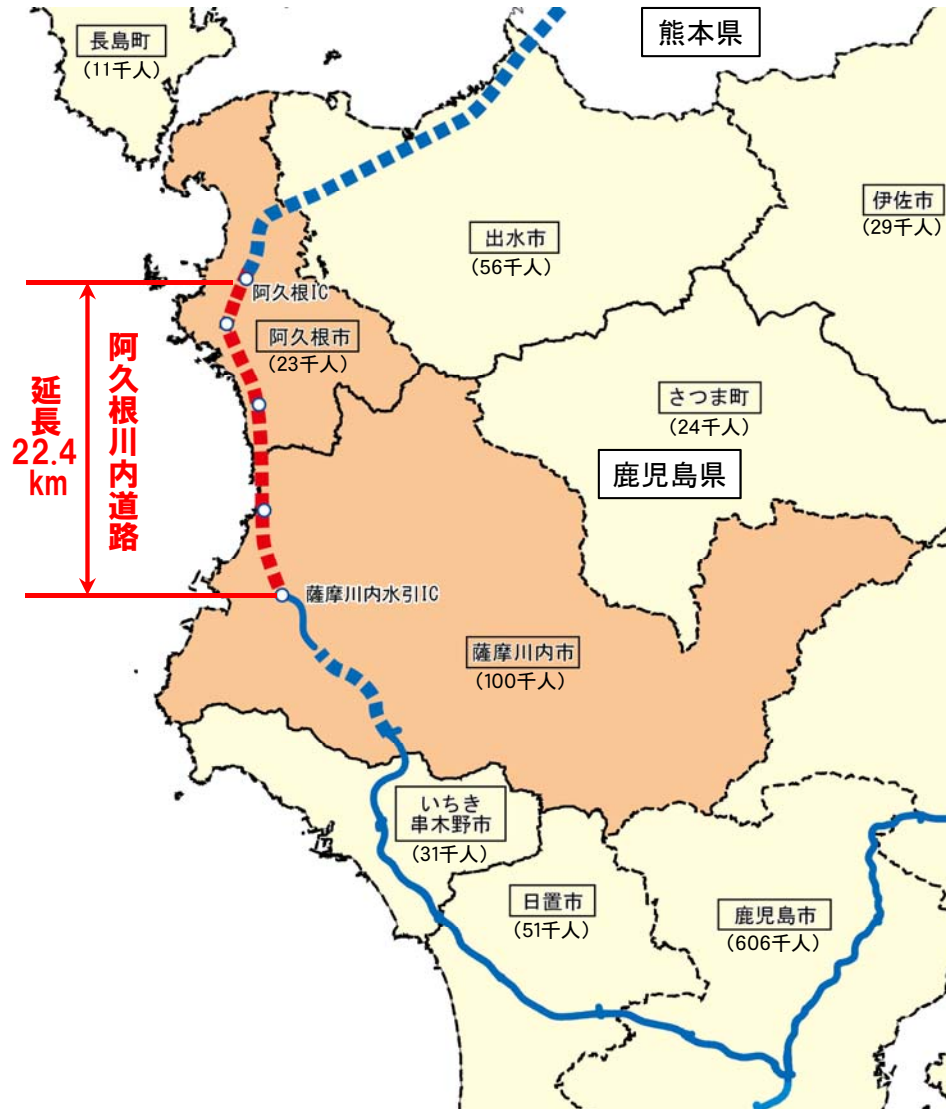 長島町
(11千人)
熊本県
伊佐市
(29千人)
出水市
(56千人)
阿久根IC
阿久根市
(23千人)
さつま町
(24千人)
鹿児島県
阿久根川内道路
延長
22.4
km
薩摩川内水引IC
薩摩川内市
(100千人)
いちき
串木野市
(31千人)
日置市
(51千人)
鹿児島市
(606千人)